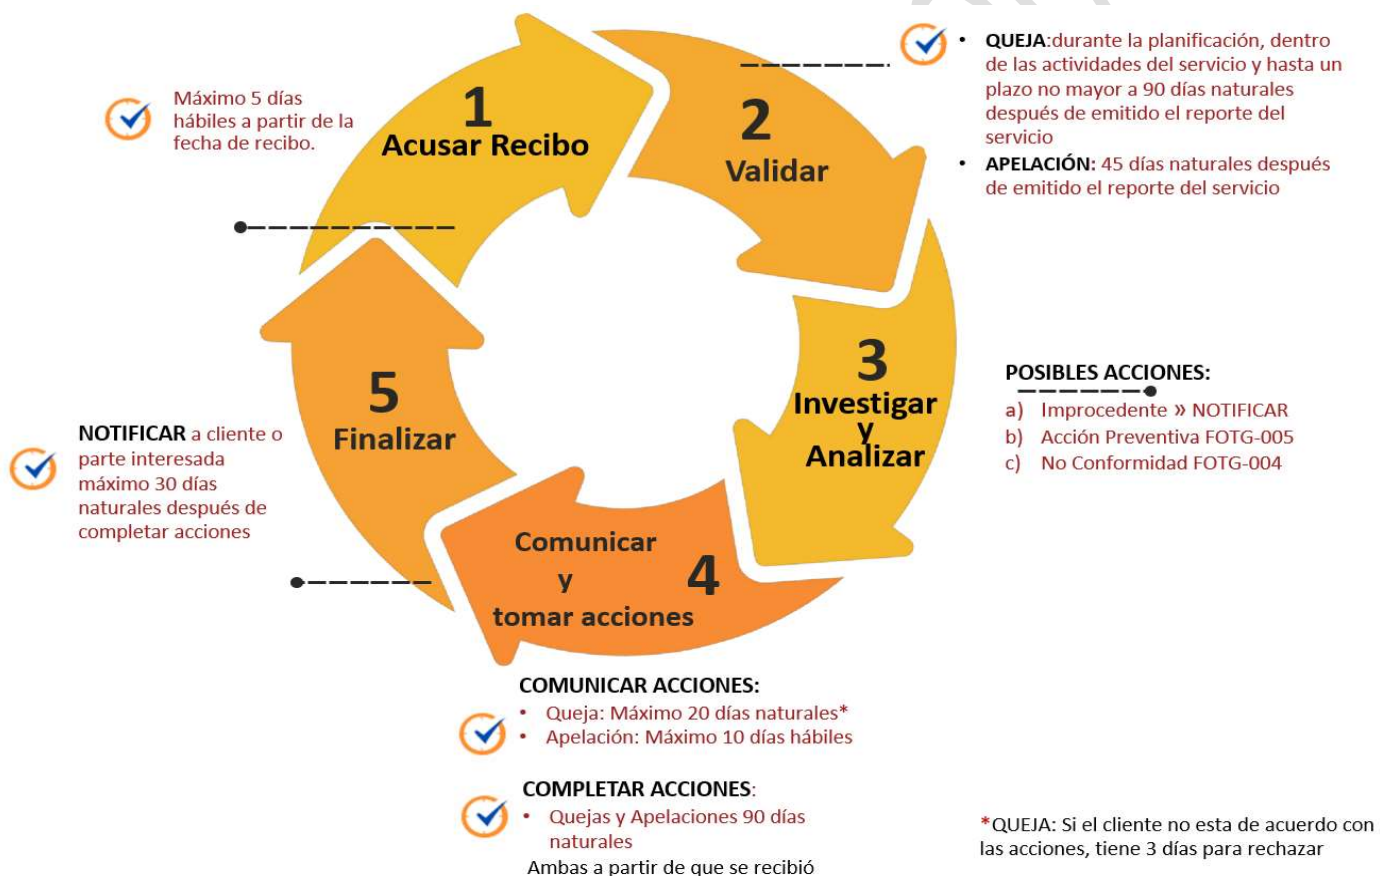 1
Acusar Recibo
Máximo 5 días
hábiles a partir de la
fecha de recibo.
2
Validar
• QUEJA:durante la planificación, dentro
de las actividades del servicio y hasta un
plazo no mayor a 90 días naturales
después de emitido el reporte del
servicio
• APELACIÓN: 45 días naturales después
de emitido el reporte del servicio
3
Investigar
y
Analizar
POSIBLES ACCIONES:
a) Improcedente » NOTIFICAR
b) Acción Preventiva FOTG-005
c) No Conformidad FOTG-004
Comunicar
y 4
tomar acciones
COMUNICAR ACCIONES:
• Queja: Máximo 20 días naturales*
• Apelación: Máximo 10 días hábiles
COMPLETAR ACCIONES:
• Quejas y Apelaciones 90 días
naturales
Ambas a partir de que se recibió
5
Finalizar
NOTIFICAR a cliente o
parte interesada
máximo 30 días
naturales después de
completar acciones
*QUEJA: Si el cliente no esta de acuerdo con
las acciones, tiene 3 días para rechazar